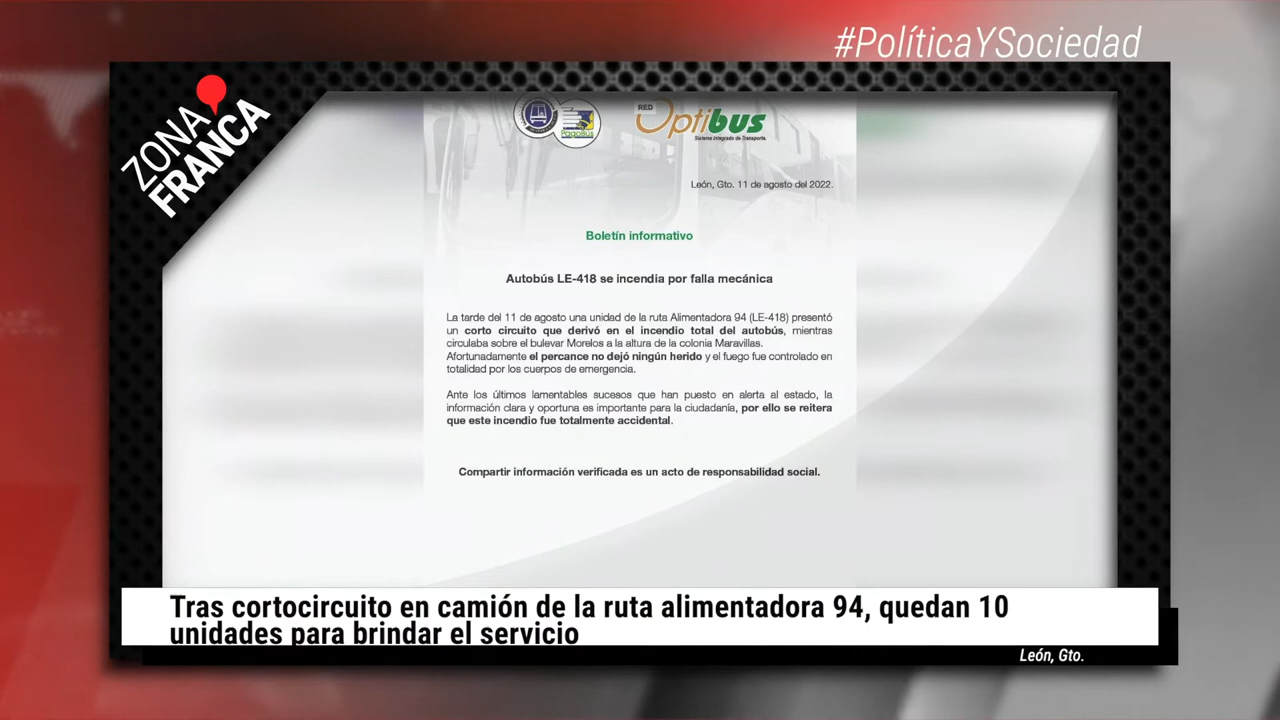 #PolíticaYSociedad
ZONA
FRANCA
PagoBus
RED
Optibus
Sistema Integrado de Transporte.
León, Gto. 11 de agosto del 2022.
Boletín informativo
Autobús LE-418 se incendia por falla mecánica
La tarde del 11 de agosto una unidad de la ruta Alimentadora 94 (LE-418) presentó
un corto circuito que derivó en el incendio total del autobús, mientras
circulaba sobre el bulevar Morelos a la altura de la colonia Maravillas.
Afortunadamente el percance no dejó ningún herido y el fuego fue controlado en
totalidad por los cuerpos de emergencia.
Ante los últimos lamentables sucesos que han puesto en alerta al estado, la
información clara y oportuna es importante para la ciudadanía, por ello se reitera
que este incendio fue totalmente accidental.
Compartir información verificada es un acto de responsabilidad social.
Tras cortocircuito en camión de la ruta alimentadora 94, quedan 10
unidades para brindar el servicio
León, Gto.